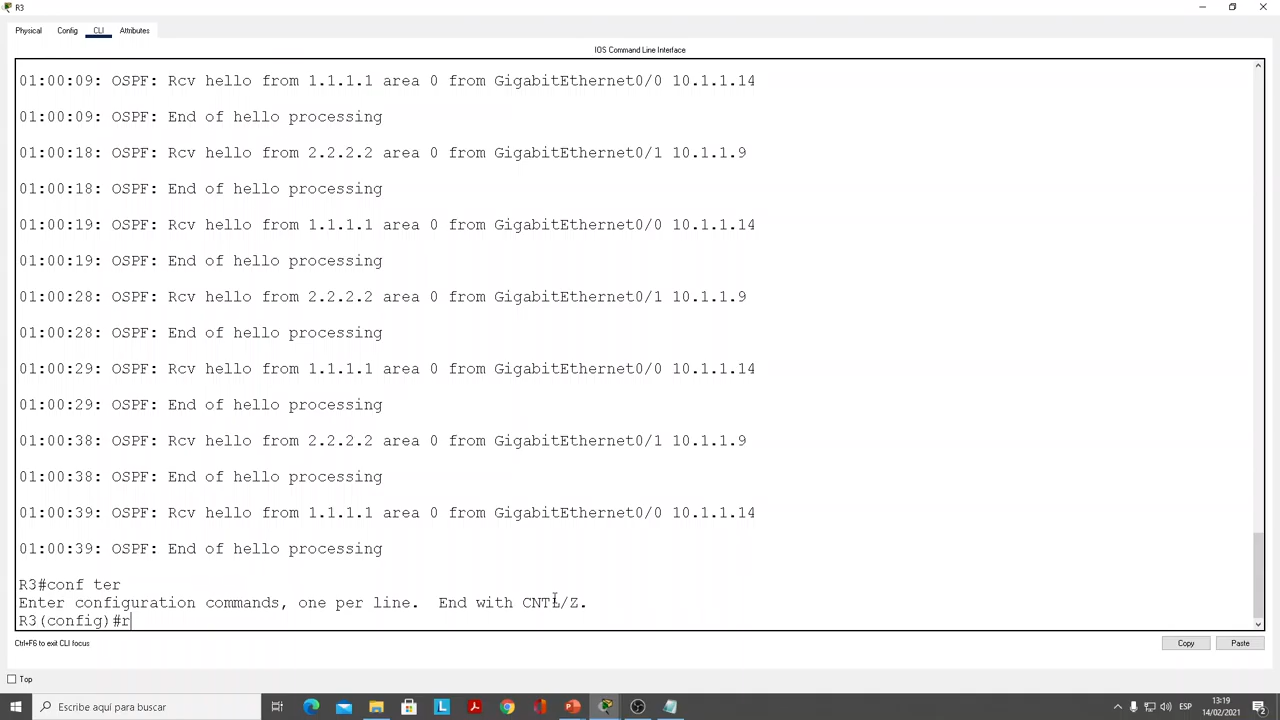 R3
Physical Config CLI Attributes
IOS Command Line Interface
01:00:09: OSPF: Rcv hello from 1.1.1.1 area 0 from GigabitEthernet0/0 10.1.1.14
01:00:09: OSPF: End of hello processing
01:00:18: OSPF: Rcv hello from 2.2.2.2 area 0 from GigabitEthernet0/1 10.1.1.9
01:00:18: OSPF: End of hello processing
01:00:19: OSPF: Rcv hello from 1.1.1.1 area 0 from GigabitEthernet0/0 10.1.1.14
01:00:19: OSPF: End of hello processing
01:00:28: OSPF: Rcv hello from 2.2.2.2 area 0 from GigabitEthernet0/1 10.1.1.9
01:00:28: OSPF: End of hello processing
01:00:29: OSPF: Rcv hello from 1.1.1.1 area 0 from GigabitEthernet0/0 10.1.1.14
01:00:29: OSPF: End of hello processing
01:00:38: OSPF: Rcv hello from 2.2.2.2 area 0 from GigabitEthernet0/1 10.1.1.9
01:00:38: OSPF: End of hello processing
01:00:39: OSPF: Rcv hello from 1.1.1.1 area 0 from GigabitEthernet0/0 10.1.1.14
01:00:39: OSPF: End of hello processing
R3#conf ter
Enter configuration commands, one per line.  End with CNTL/Z.
R3(config)#r
Ctrl+F6 to exit CLI focus
Copy Paste
Top
Escribe aquí para buscar
ESP
13:19
14/02/2021
2